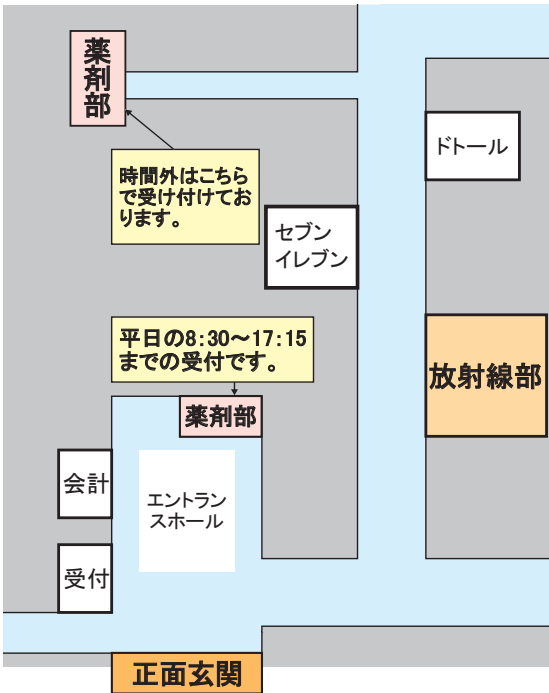 薬剤部
ドトール
時間外はこちら
で受け付けてお
ります。
セブン
イレブン
平日の8:30～17:15
までの受付です。
放射線部
薬剤部
会計
エントラン
スホール
受付
正面玄関